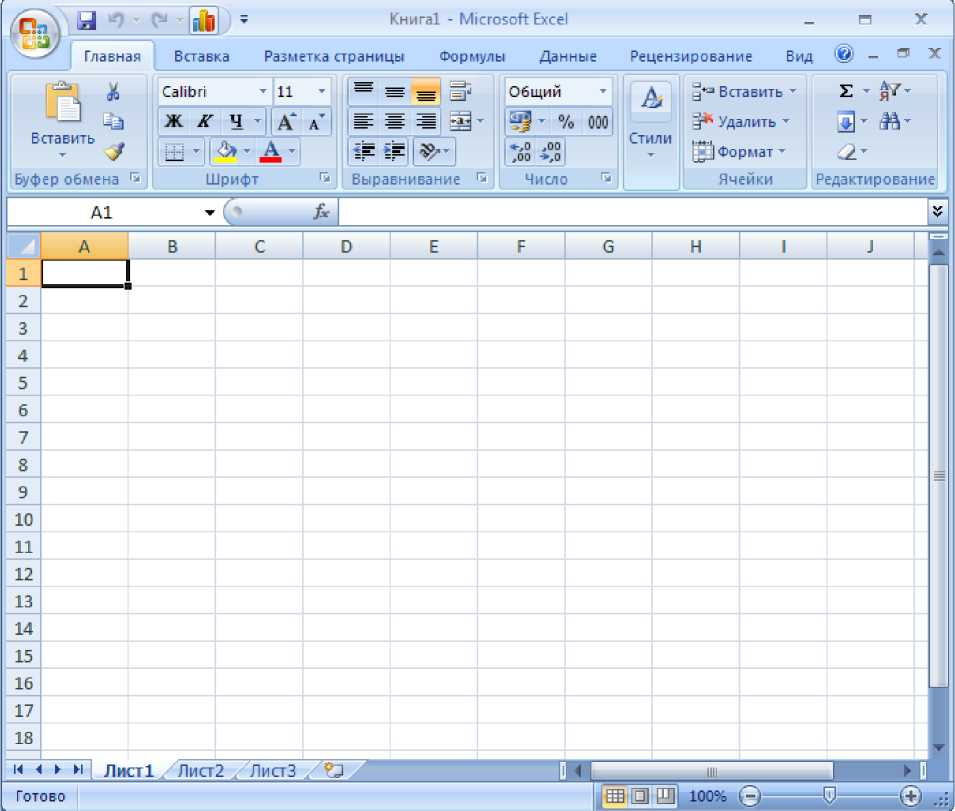 Книга1 - Microsoft Excel
Главная Вставка Разметка страницы Формулы Данные Рецензирование Вид
Calibri 11 Общий Вставить Σ
Ж К Ч % 000 Удалить
Вставить Стили Формат
Буфер обмена Шрифт Выравнивание Число Ячейки Редактирование
A1 fx
A B C D E F G H I J
1
2
3
4
5
6
7
8
9
10
11
12
13
14
15
16
17
18
Лист1 Лист2 Лист3
Готово 100%